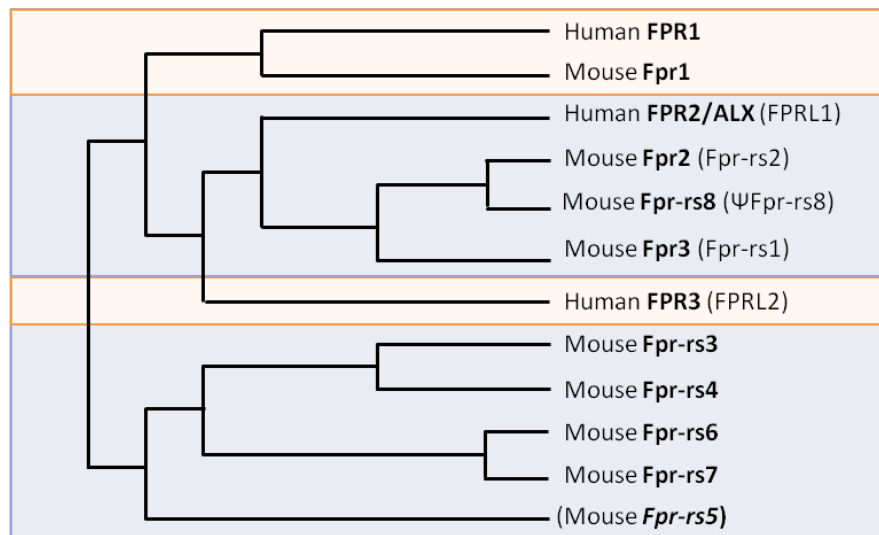 Human FPR1
Mouse Fpr1
Human FPR2/ALX (FPRL1)
Mouse Fpr2 (Fpr-rs2)
Mouse Fpr-rs8 (ΨFpr-rs8)
Mouse Fpr3 (Fpr-rs1)
Human FPR3 (FPRL2)
Mouse Fpr-rs3
Mouse Fpr-rs4
Mouse Fpr-rs6
Mouse Fpr-rs7
(Mouse Fpr-rs5)